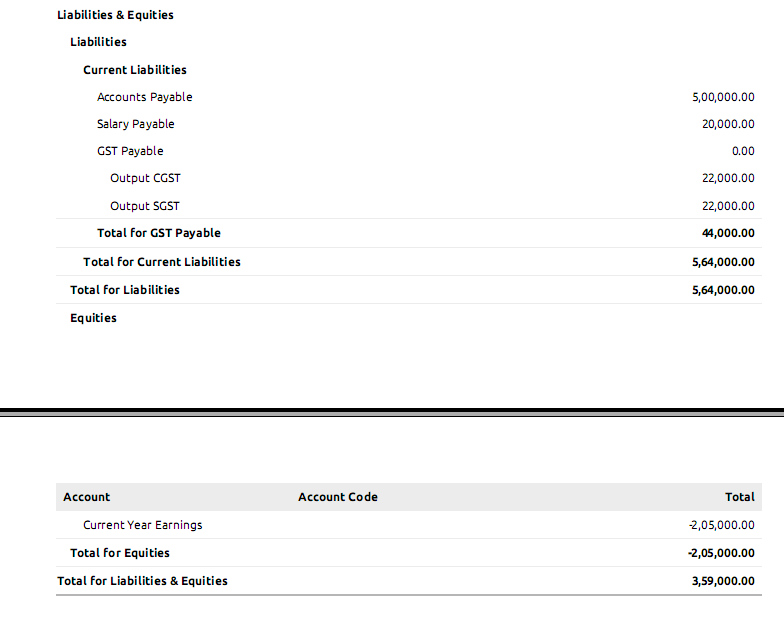 Liabilities & Equities
Liabilities
Current Liabilities
Accounts Payable 5,00,000.00
Salary Payable 20,000.00
GST Payable 0.00
Output CGST 22,000.00
Output SGST 22,000.00
Total for GST Payable 44,000.00
Total for Current Liabilities 5,64,000.00
Total for Liabilities 5,64,000.00
Equities
Account Account Code Total
Current Year Earnings -2,05,000.00
Total for Equities -2,05,000.00
Total for Liabilities & Equities 3,59,000.00